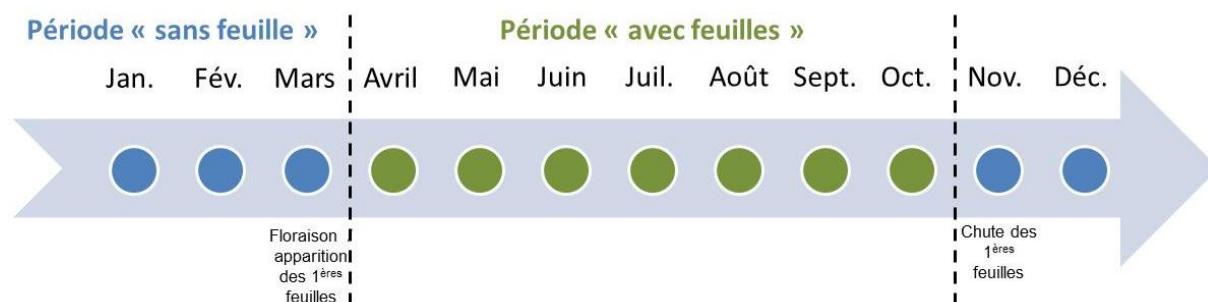 Période « sans feuille »
Période « avec feuilles »
Jan. Fév. Mars Avril Mai Juin Juil. Août Sept. Oct. Nov. Déc.
Floraison
apparition
des 1ères
feuilles
Chute des
1ères
feuilles